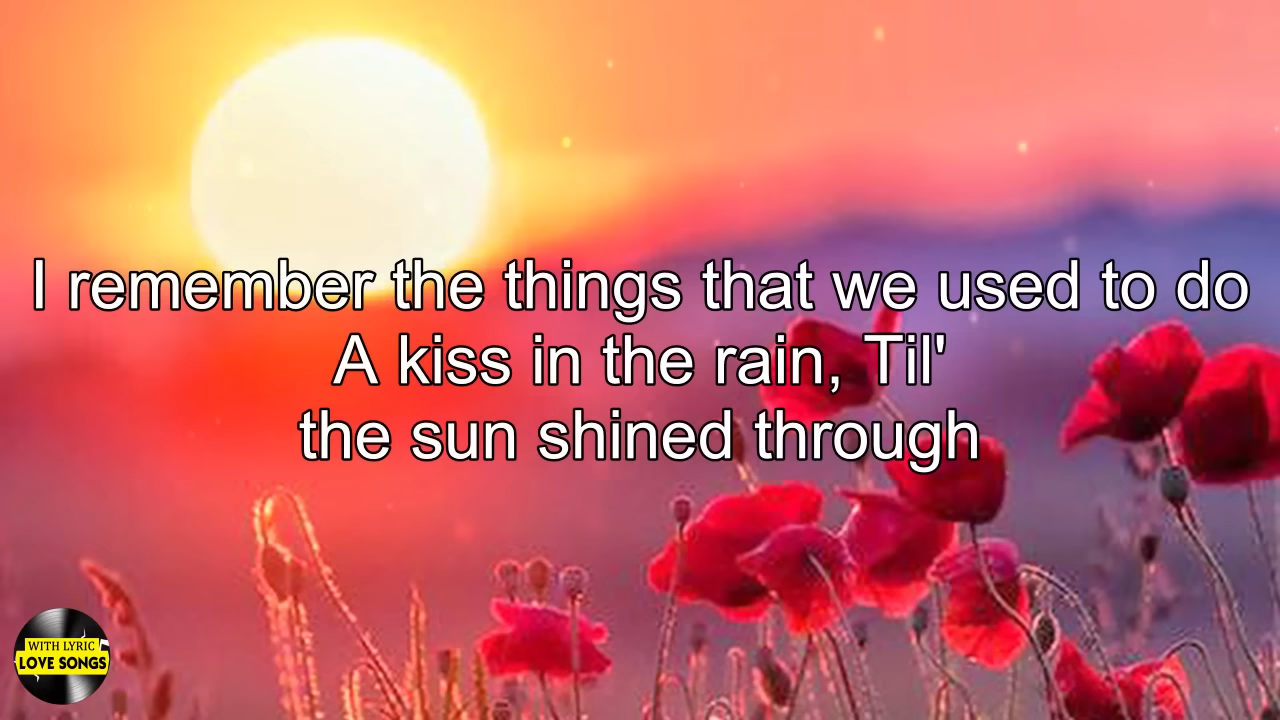 I remember the things that we used to do
A kiss in the rain, Til'
the sun shined through
WITH LYRIC
LOVE SONGS